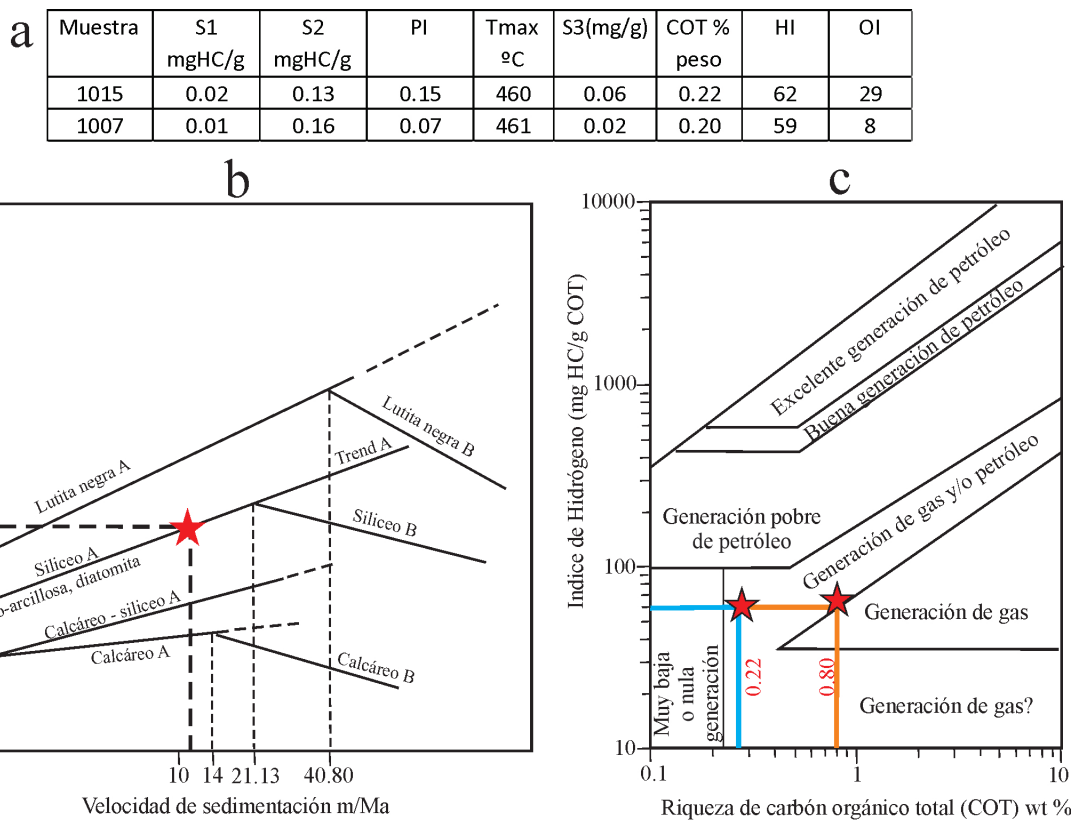 a
Muestra S1 S2 PI Tmax S3(mg/g) COT % HI OI
mgHC/g mgHC/g ºC peso
1015 0.02 0.13 0.15 460 0.06 0.22 62 29
1007 0.01 0.16 0.07 461 0.02 0.20 59 8
b
Lutita negra A
Lutita negra B
Trend A
Siliceo A
Siliceo B
o-arcillosa, diatomita
Calcáreo - siliceo A
Calcáreo A
Calcáreo B
10 14 21.13 40.80
Velocidad de sedimentación m/Ma
c
Indice de Hidrógeno (mg HC/g COT)
10000
1000
100
10
Excelente generación de petróleo
Buena generación de petróleo
Generación pobre
de petróleo
Generación de gas y/o petróleo
Generación de gas
Muy baja
o nula
generación
0.22
0.80
Generación de gas?
0.1 1 10
Riqueza de carbón orgánico total (COT) wt %